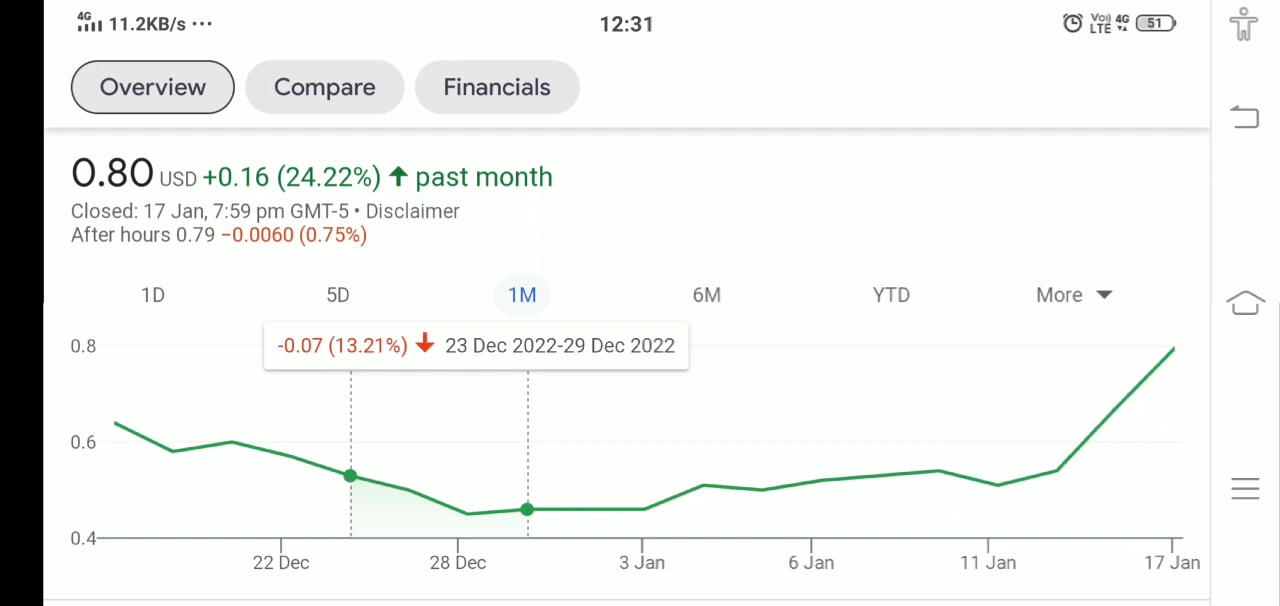 4G 11.2KB/s ··· 12:31 Vo)) LTE 4G 51
Overview Compare Financials
0.80 USD +0.16 (24.22%) ↑ past month
Closed: 17 Jan, 7:59 pm GMT-5 • Disclaimer
After hours 0.79 −0.0060 (0.75%)
1D 5D 1M 6M YTD More
-0.07 (13.21%) ↓ 23 Dec 2022-29 Dec 2022
0.8
0.6
0.4
22 Dec 28 Dec 3 Jan 6 Jan 11 Jan 17 Jan